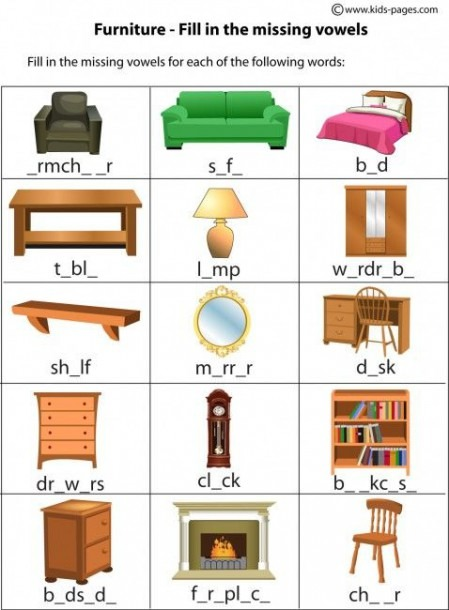 ©www.kids-pages.com
Furniture - Fill in the missing vowels
Fill in the missing vowels for each of the following words:
_rmch_ _r s_f_ b_d
t_bl_ l_mp w_rdr_b_
sh_lf m_rr_r d_sk
dr_w_rs cl_ck b_ _kc_s_
b_ds_d_ f_r_pl_c_ ch_ _r